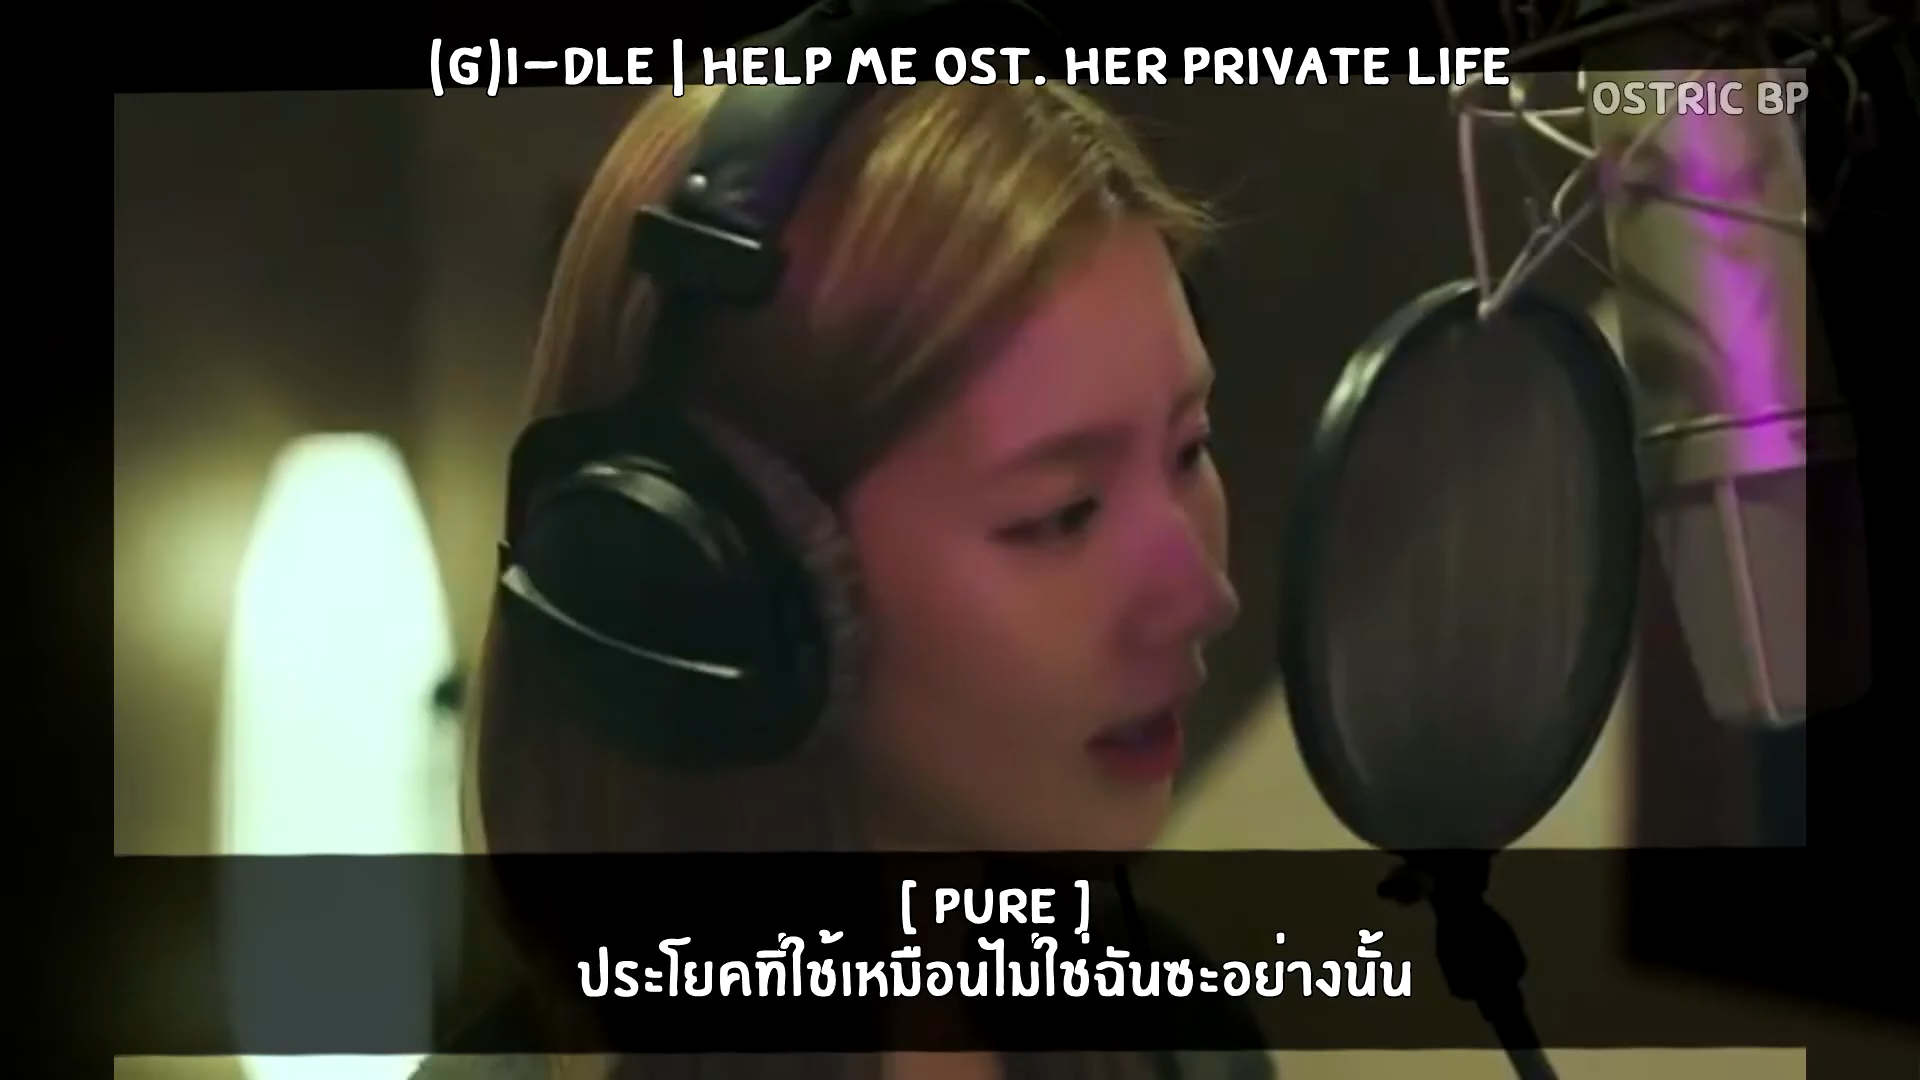 (G)I-DLE | HELP ME OST. HER PRIVATE LIFE
OSTRIC BP
[ PURE ]
ประโยคที่ใช้เหมือนไม่ใช่ฉันซะอย่างนั้น